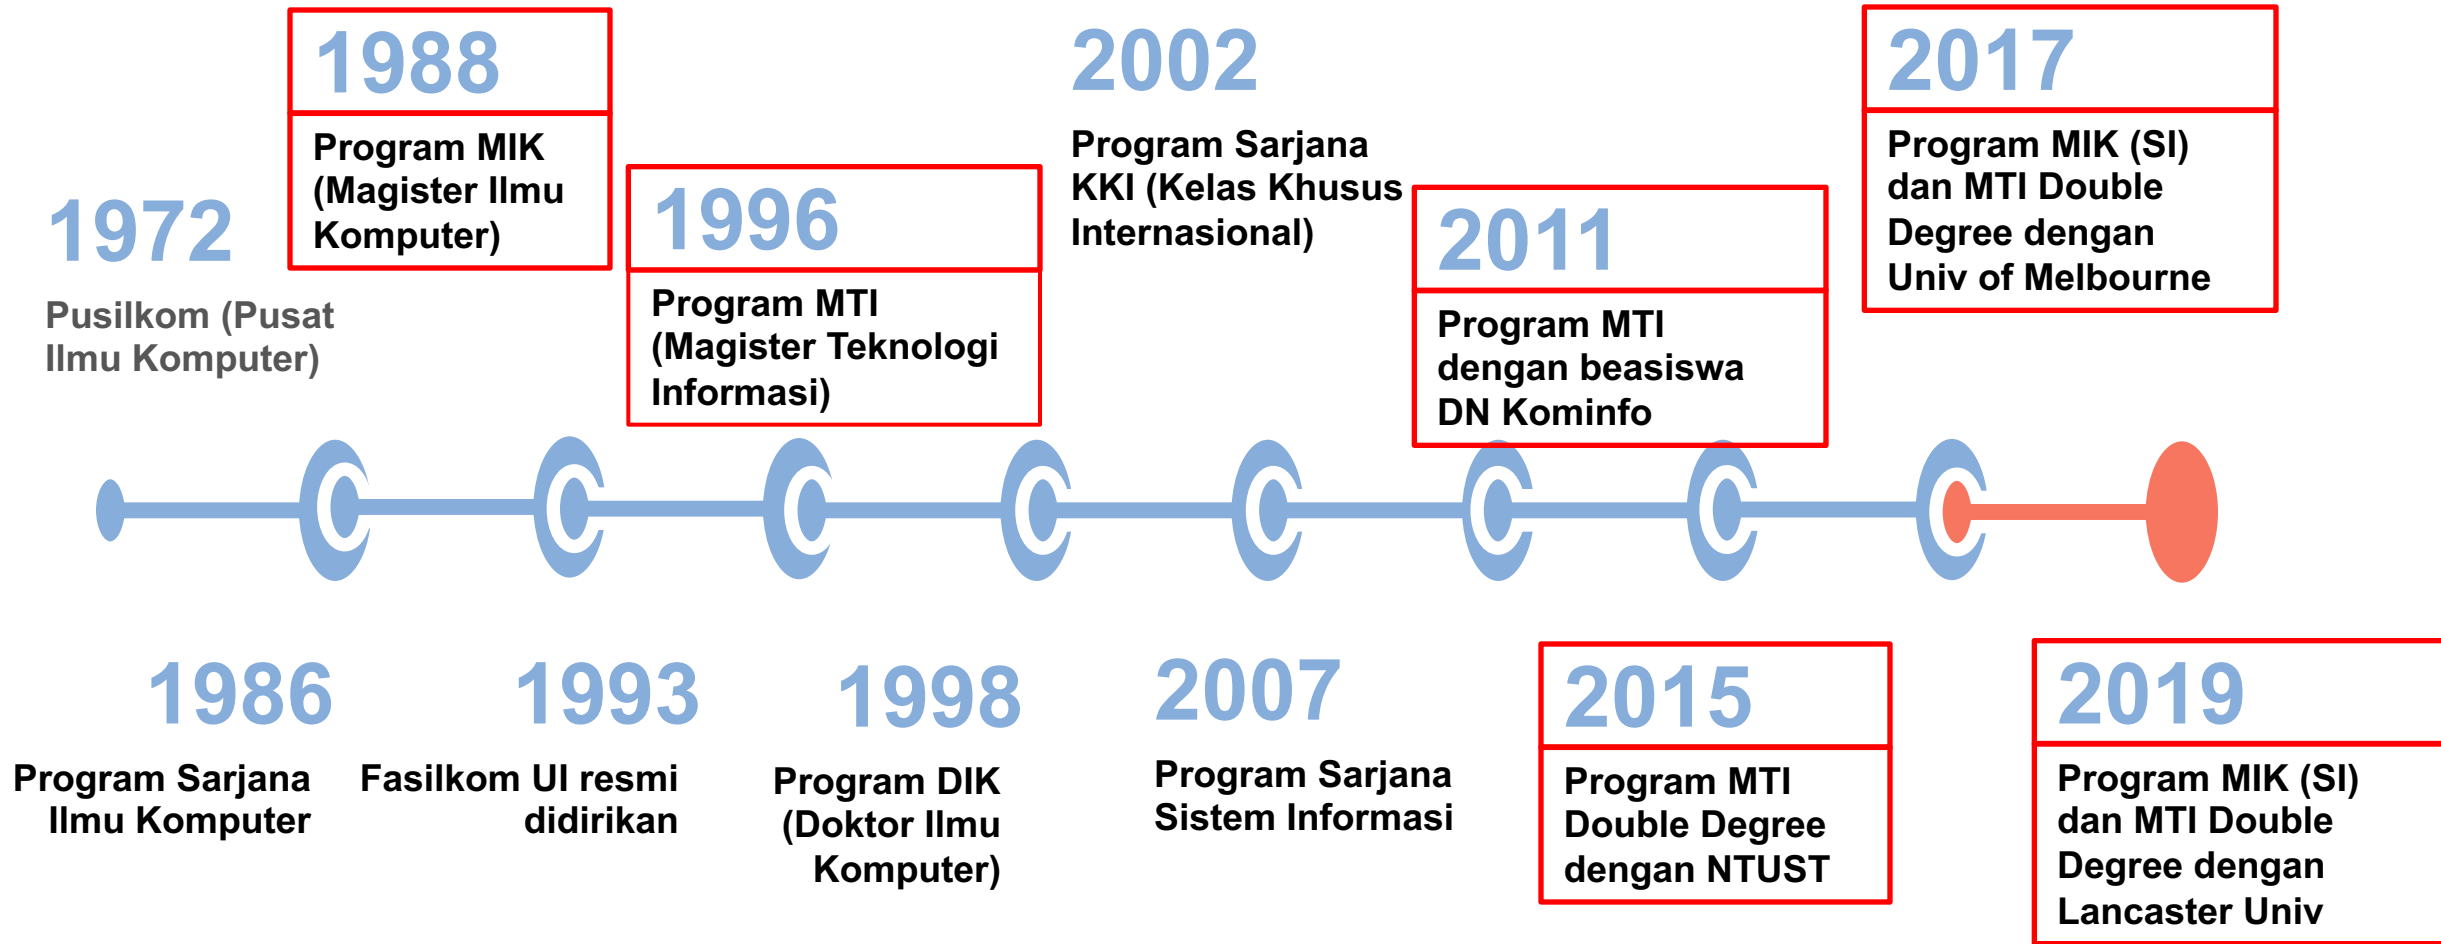 1972
Pusilkom (Pusat
Ilmu Komputer)
1988
Program MIK
(Magister Ilmu
Komputer)
1996
Program MTI
(Magister Teknologi
Informasi)
2002
Program Sarjana
KKI (Kelas Khusus
Internasional)
2011
Program MTI
dengan beasiswa
DN Kominfo
2017
Program MIK (SI)
dan MTI Double
Degree dengan
Univ of Melbourne
1986
Program Sarjana
Ilmu Komputer
1993
Fasilkom UI resmi
didirikan
1998
Program DIK
(Doktor Ilmu
Komputer)
2007
Program Sarjana
Sistem Informasi
2015
Program MTI
Double Degree
dengan NTUST
2019
Program MIK (SI)
dan MTI Double
Degree dengan
Lancaster Univ